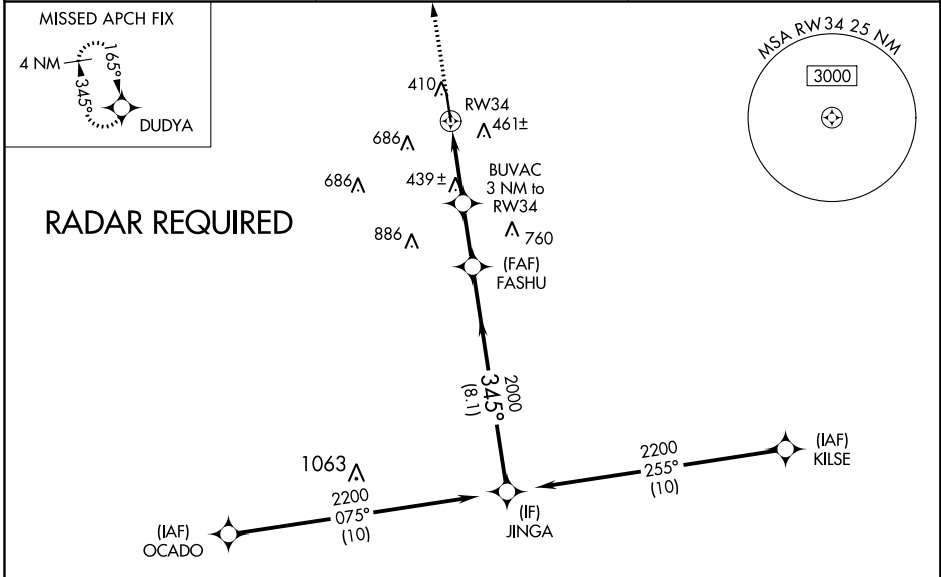 MISSED APCH FIX
4 NM
165°
345°
DUDYA
MSA RW34 25 NM
3000
410
RW34
461±
686
BUVAC
3 NM to
RW34
686
439±
RADAR REQUIRED
886
760
(FAF)
FASHU
2000
345°
(8.1)
(IAF)
KILSE
2200
255°
(10)
1063
2200
075°
(10)
(IF)
JINGA
(IAF)
OCADO